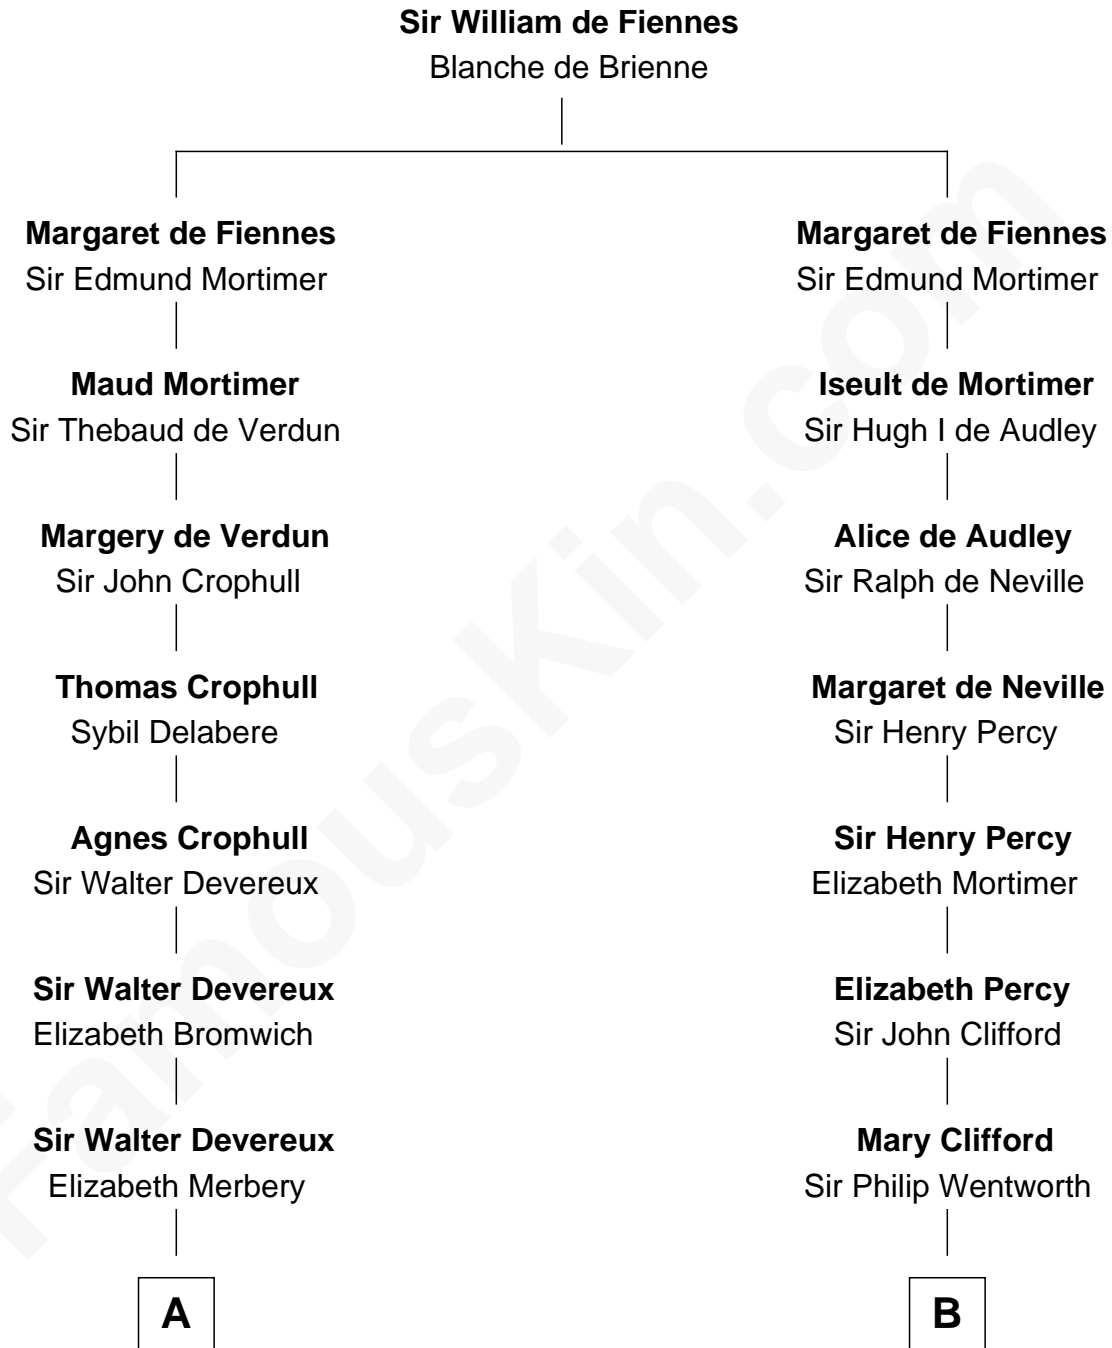 Sir William de Fiennes
Blanche de Brienne
Margaret de Fiennes
Sir Edmund Mortimer
Margaret de Fiennes
Sir Edmund Mortimer
Maud Mortimer
Sir Thebaud de Verdun
Iseult de Mortimer
Sir Hugh I de Audley
Margery de Verdun
Sir John Crophull
Alice de Audley
Sir Ralph de Neville
Thomas Crophull
Sybil Delabere
Margaret de Neville
Sir Henry Percy
Agnes Crophull
Sir Walter Devereux
Sir Henry Percy
Elizabeth Mortimer
Sir Walter Devereux
Elizabeth Bromwich
Elizabeth Percy
Sir John Clifford
Sir Walter Devereux
Elizabeth Merbery
Mary Clifford
Sir Philip Wentworth
A
B
FamousKin.com